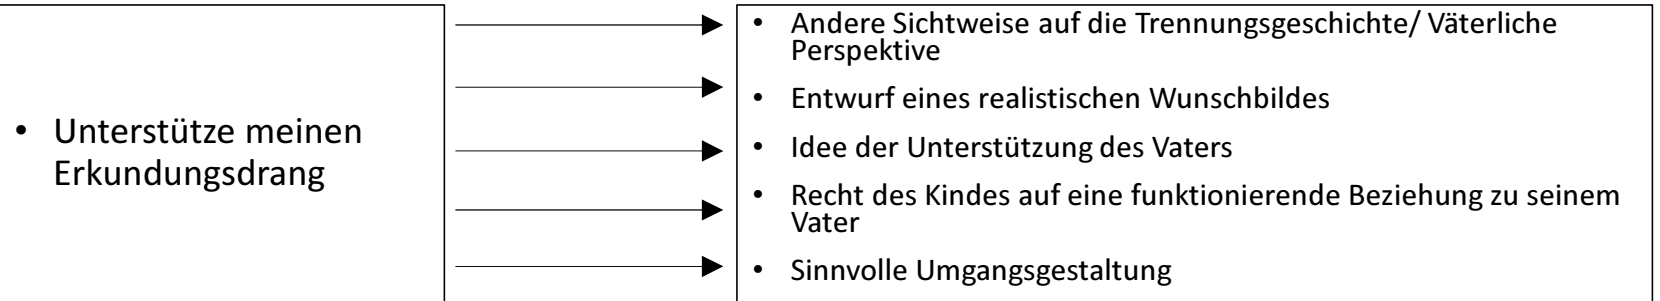 • Unterstütze meinen
Erkundungsdrang
• Andere Sichtweise auf die Trennungsgeschichte/ Väterliche
Perspektive
• Entwurf eines realistischen Wunschbildes
• Idee der Unterstützung des Vaters
• Recht des Kindes auf eine funktionierende Beziehung zu seinem
Vater
• Sinnvolle Umgangsgestaltung